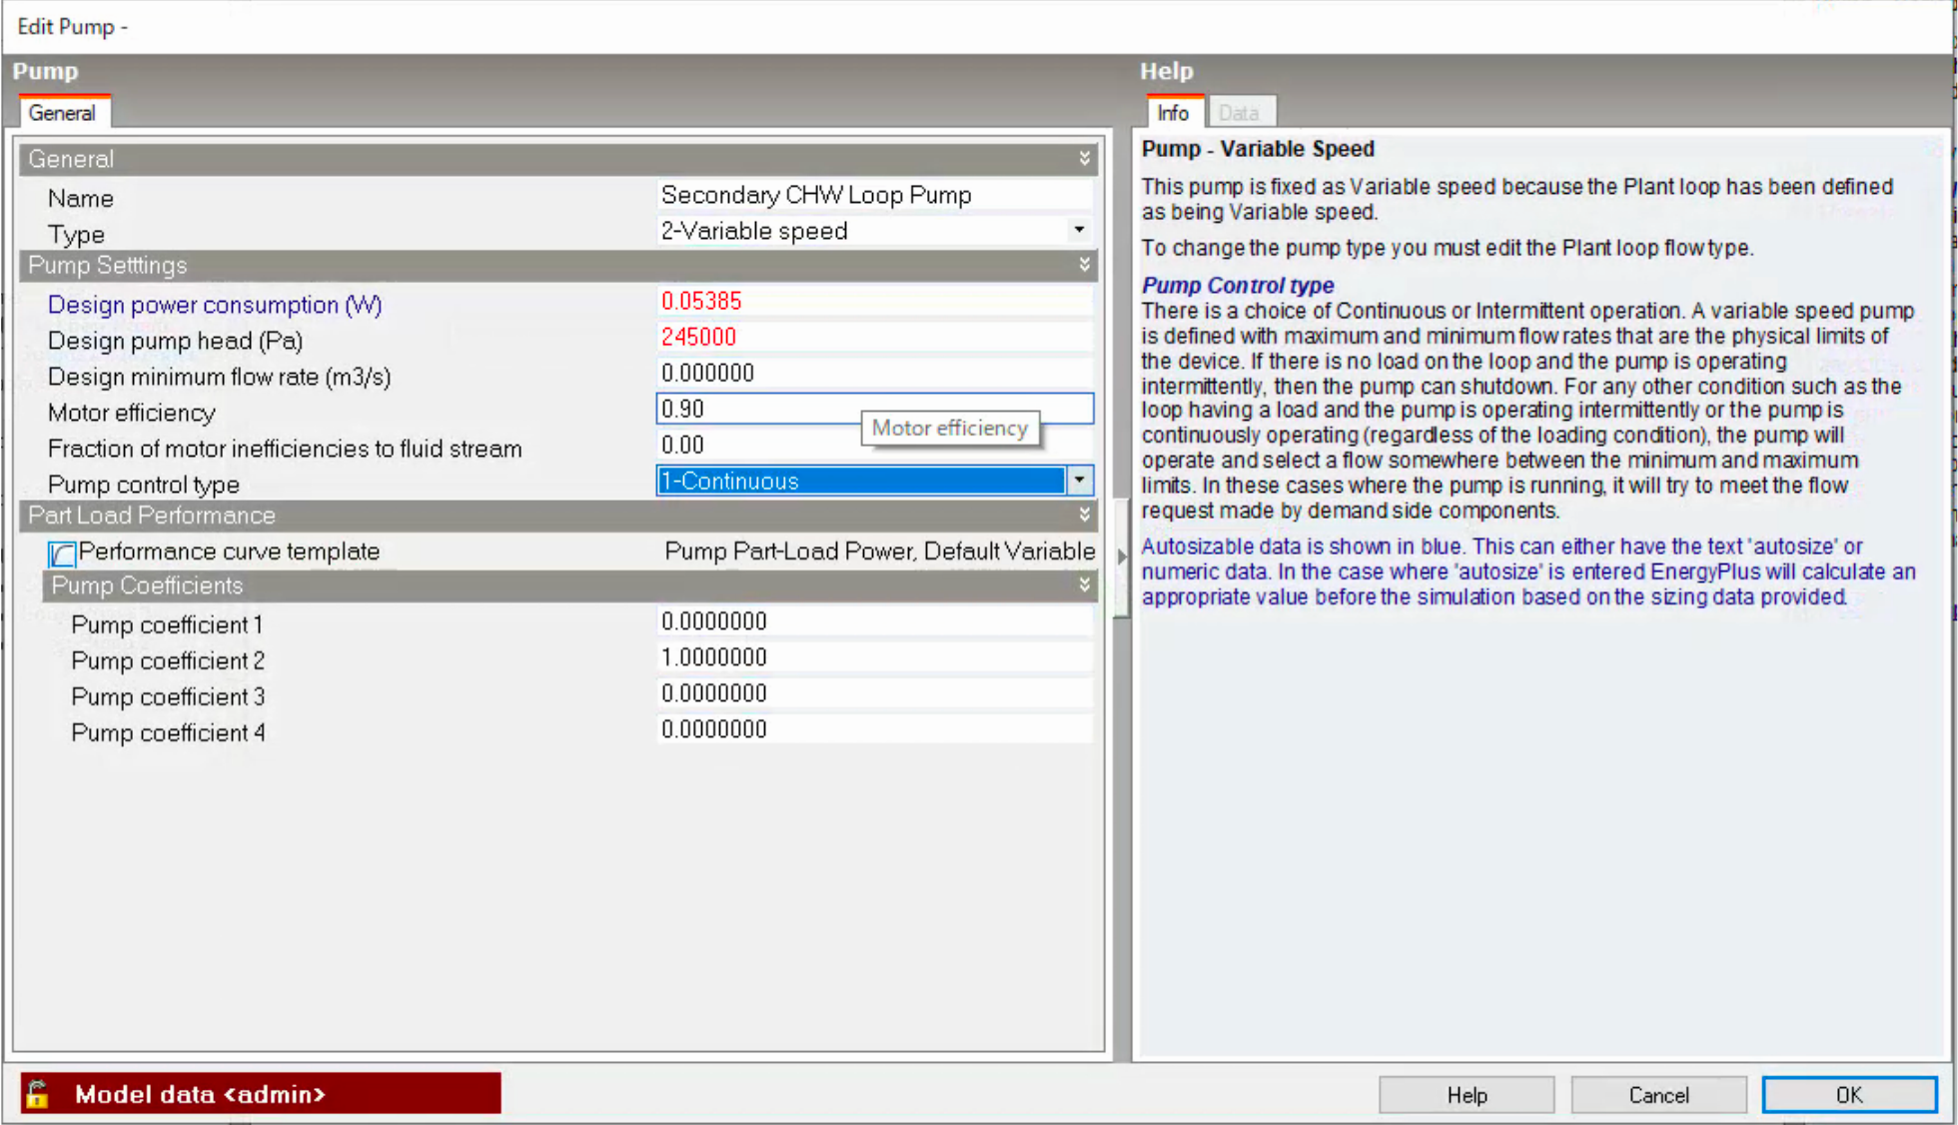 Edit Pump -
Pump
General
General
Name
Secondary CHW Loop Pump
Type
2-Variable speed
Pump Setttings
Design power consumption (W)
0.05385
Design pump head (Pa)
245000
Design minimum flow rate (m3/s)
0.000000
Motor efficiency
0.90
Motor efficiency
Fraction of motor inefficiencies to fluid stream
0.00
Pump control type
1-Continuous
Part Load Performance
Performance curve template
Pump Part-Load Power, Default Variable
Pump Coefficients
Pump coefficient 1
0.0000000
Pump coefficient 2
1.0000000
Pump coefficient 3
0.0000000
Pump coefficient 4
0.0000000
Model data <admin>
Help
Info
Data
Pump - Variable Speed
This pump is fixed as Variable speed because the Plant loop has been defined
as being Variable speed.
To change the pump type you must edit the Plant loop flow type.
Pump Control type
There is a choice of Continuous or Intermittent operation. A variable speed pump
is defined with maximum and minimum flow rates that are the physical limits of
the device. If there is no load on the loop and the pump is operating
intermittently, then the pump can shutdown. For any other condition such as the
loop having a load and the pump is operating intermittently or the pump is
continuously operating (regardless of the loading condition), the pump will
operate and select a flow somewhere between the minimum and maximum
limits. In these cases where the pump is running, it will try to meet the flow
request made by demand side components.
Autosizable data is shown in blue. This can either have the text 'autosize' or
numeric data. In the case where 'autosize' is entered EnergyPlus will calculate an
appropriate value before the simulation based on the sizing data provided.
Help
Cancel
OK